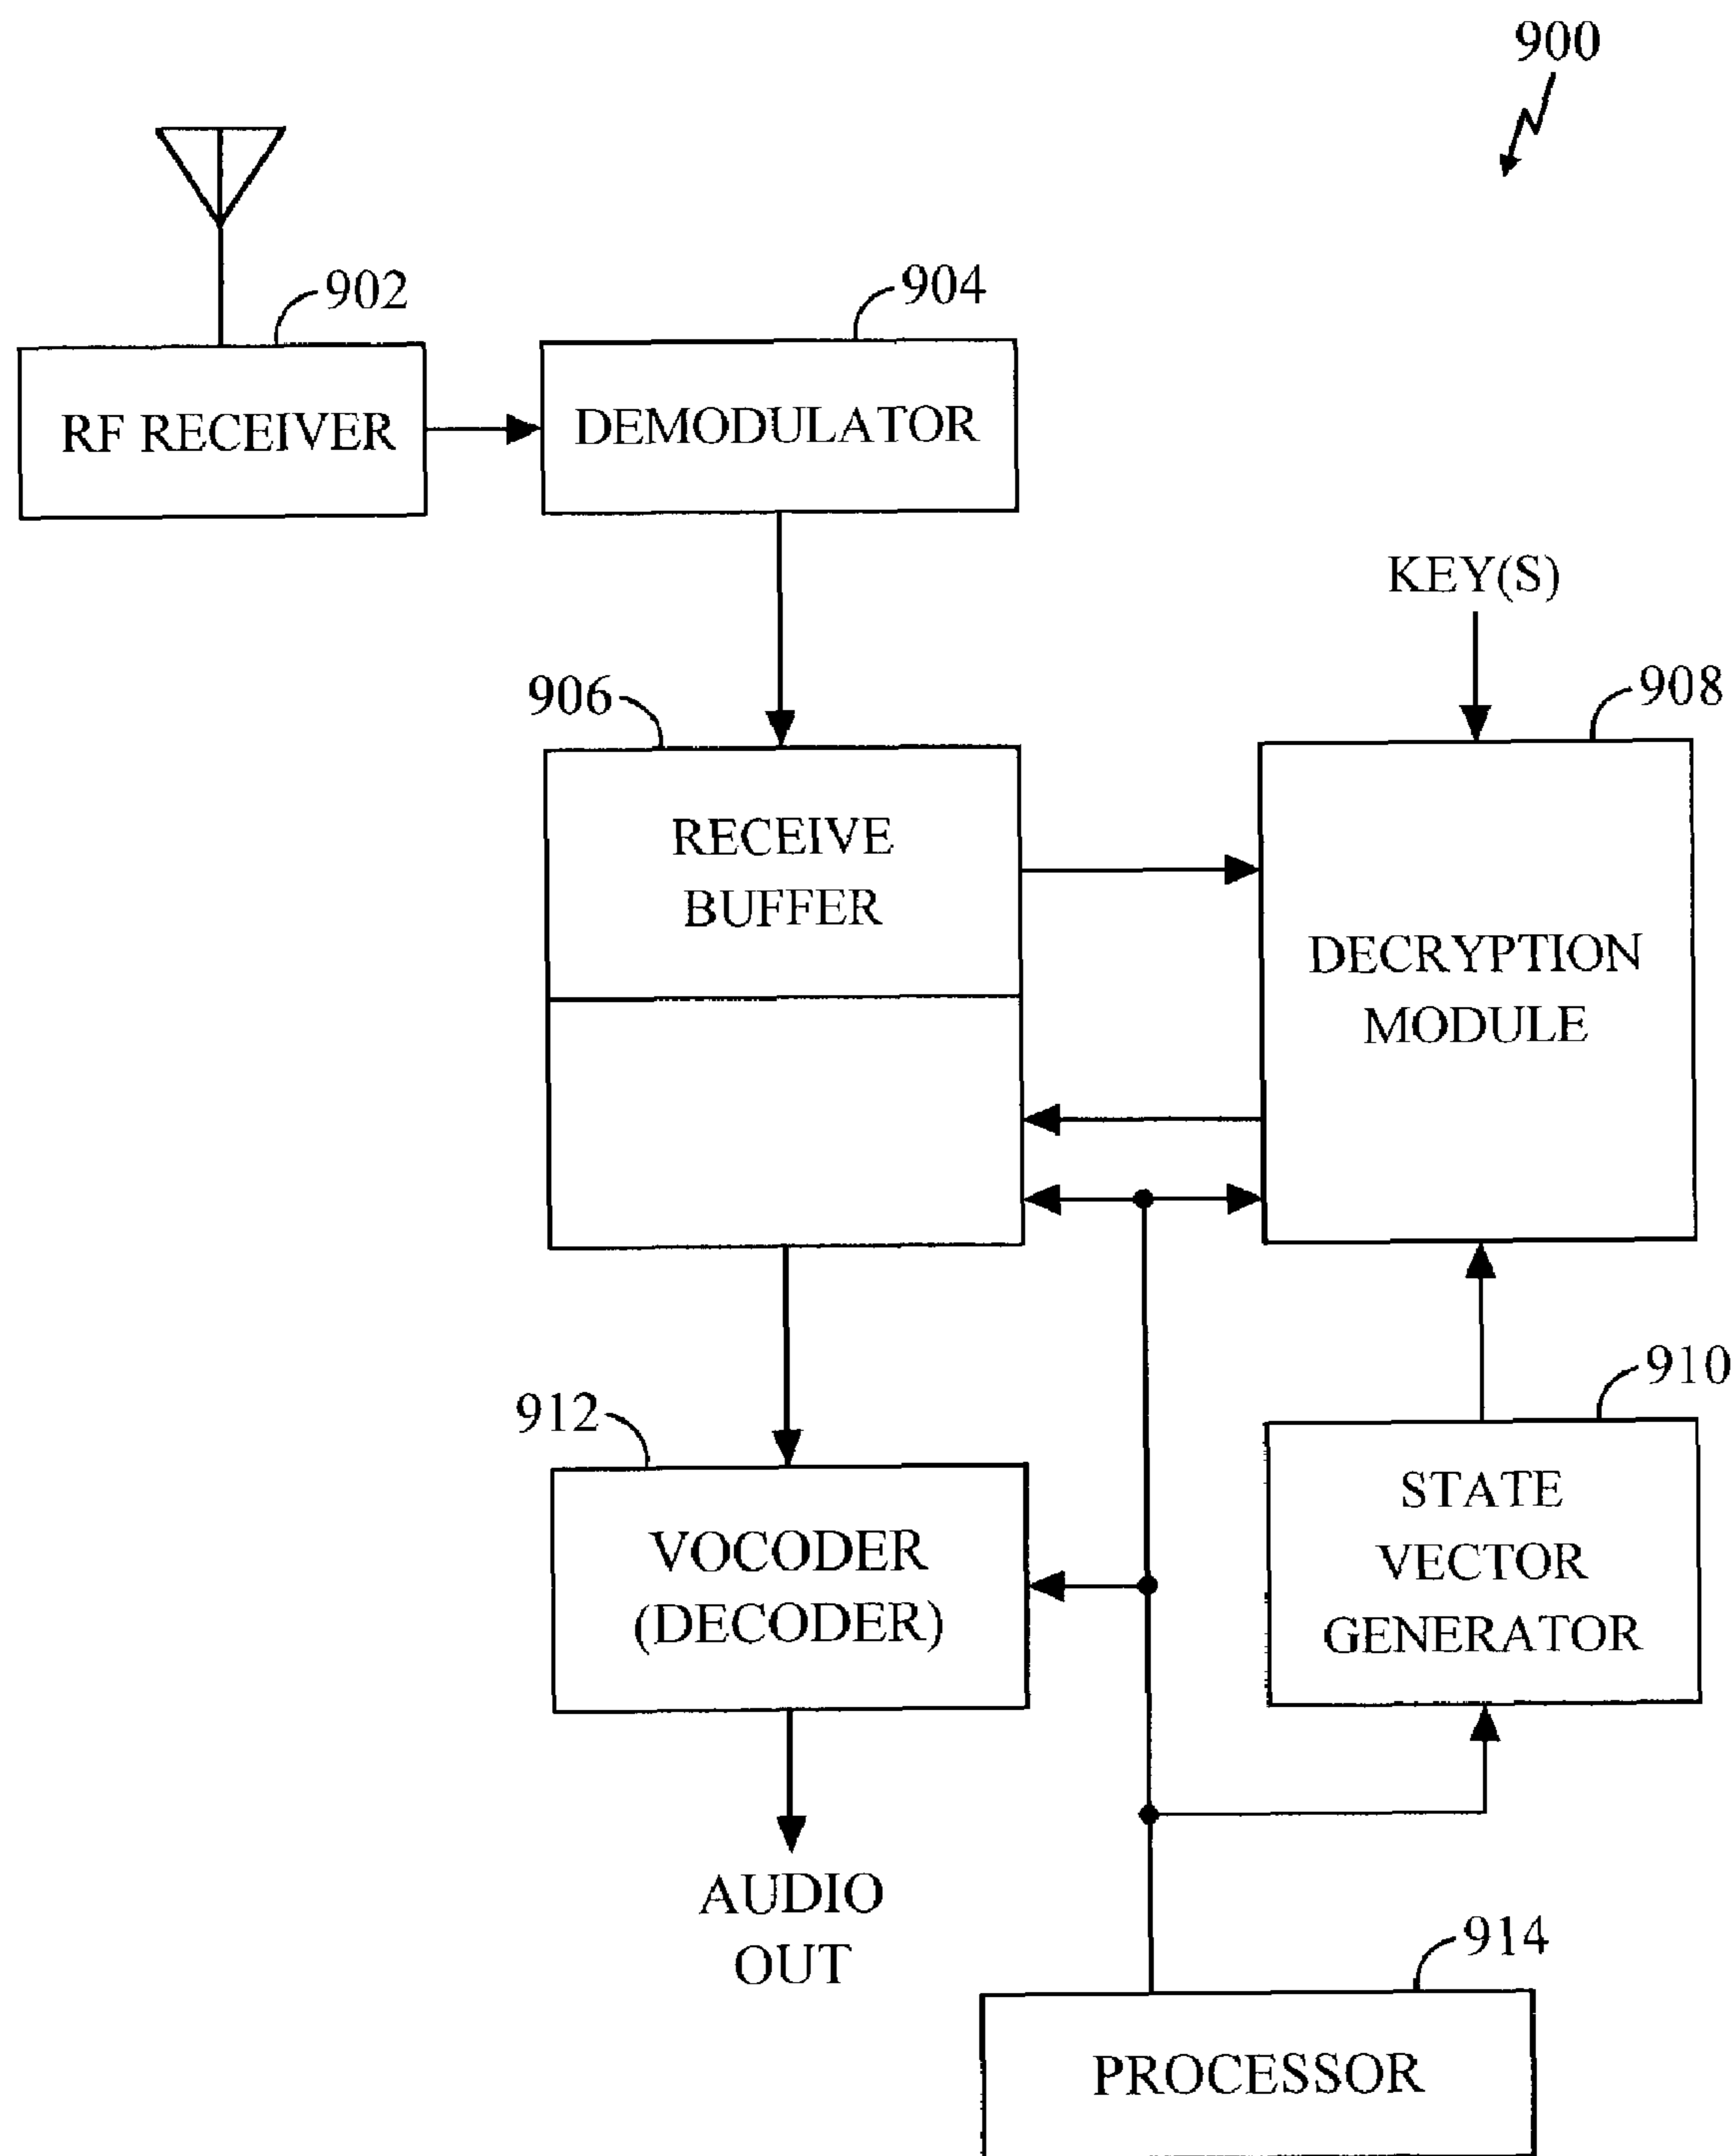 900
902
904
RF RECEIVER
DEMODULATOR
KEY(S)
906
908
RECEIVE
BUFFER
DECRYPTION
MODULE
910
912
STATE
VECTOR
GENERATOR
VOCODER
(DECODER)
AUDIO
OUT
914
PROCESSOR